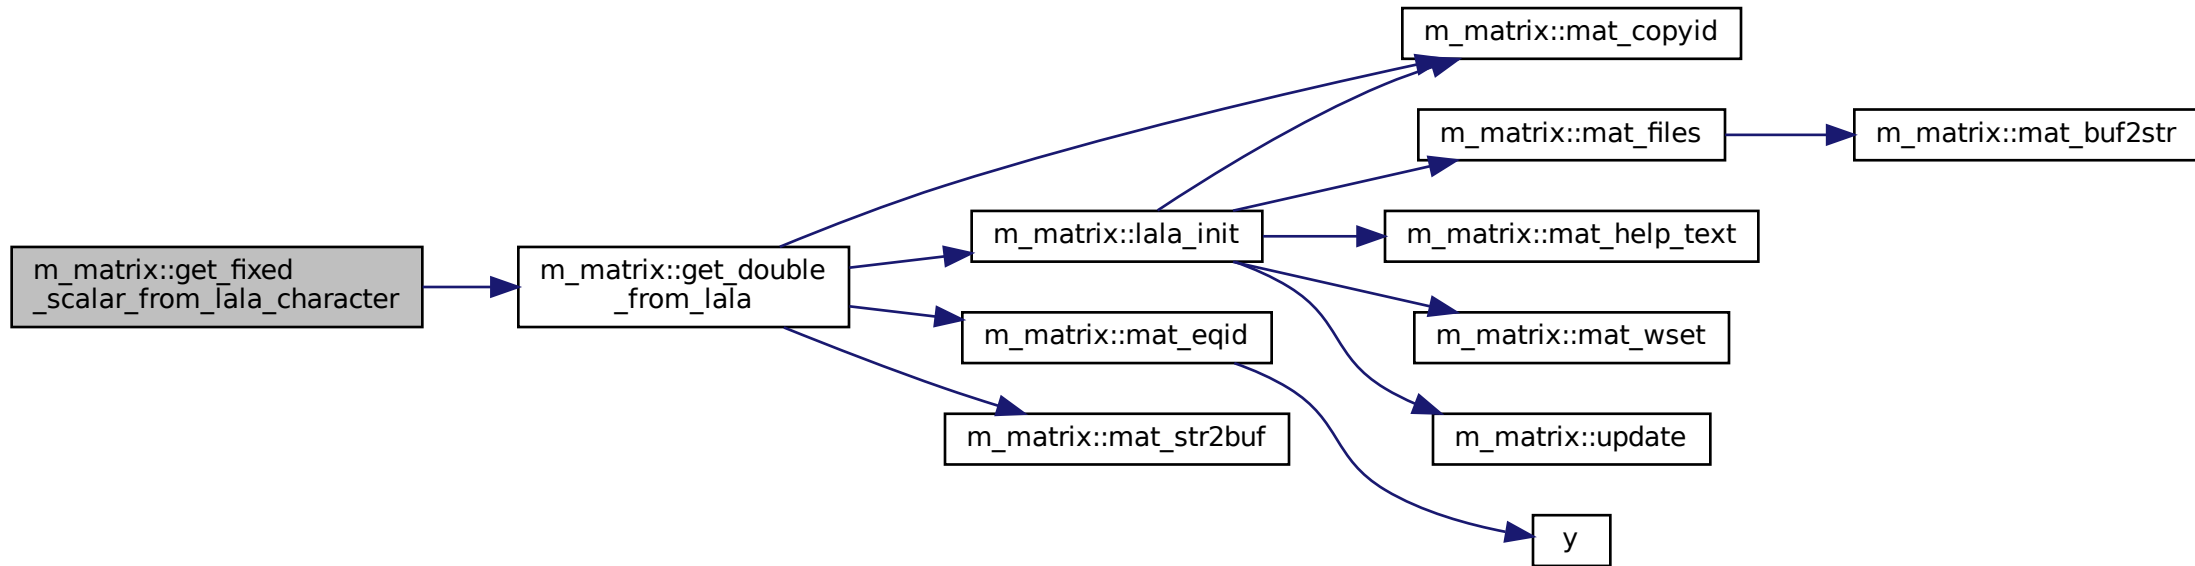 m_matrix::get_fixed
_scalar_from_lala_character
m_matrix::get_double
_from_lala
m_matrix::mat_copyid
m_matrix::lala_init
m_matrix::mat_files
m_matrix::mat_buf2str
m_matrix::mat_help_text
m_matrix::mat_wset
m_matrix::update
m_matrix::mat_eqid
y
m_matrix::mat_str2buf